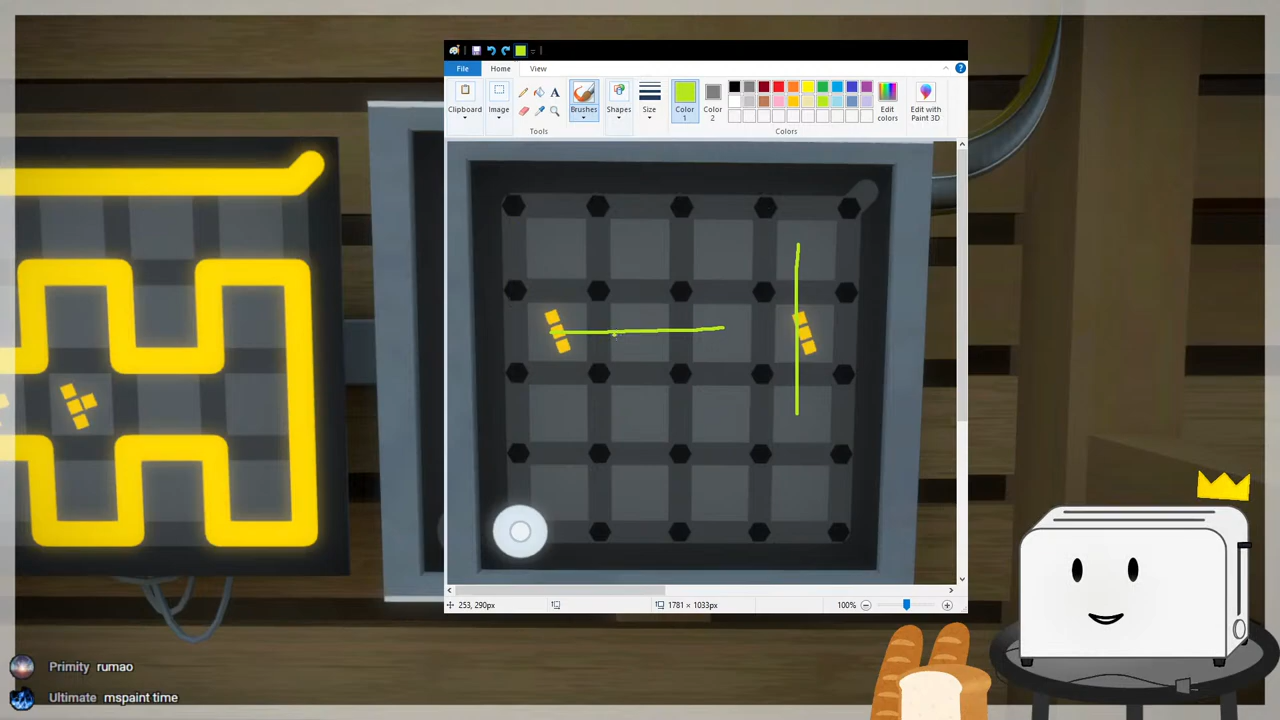 File
Home
View
Clipboard
Image
Tools
A
Brushes
Shapes
Size
Color
1
Color
2
Colors
Edit
colors
Edit with
Paint 3D
253, 290px
1781 × 1033px
100%
Primity rumao
Ultimate mspaint time